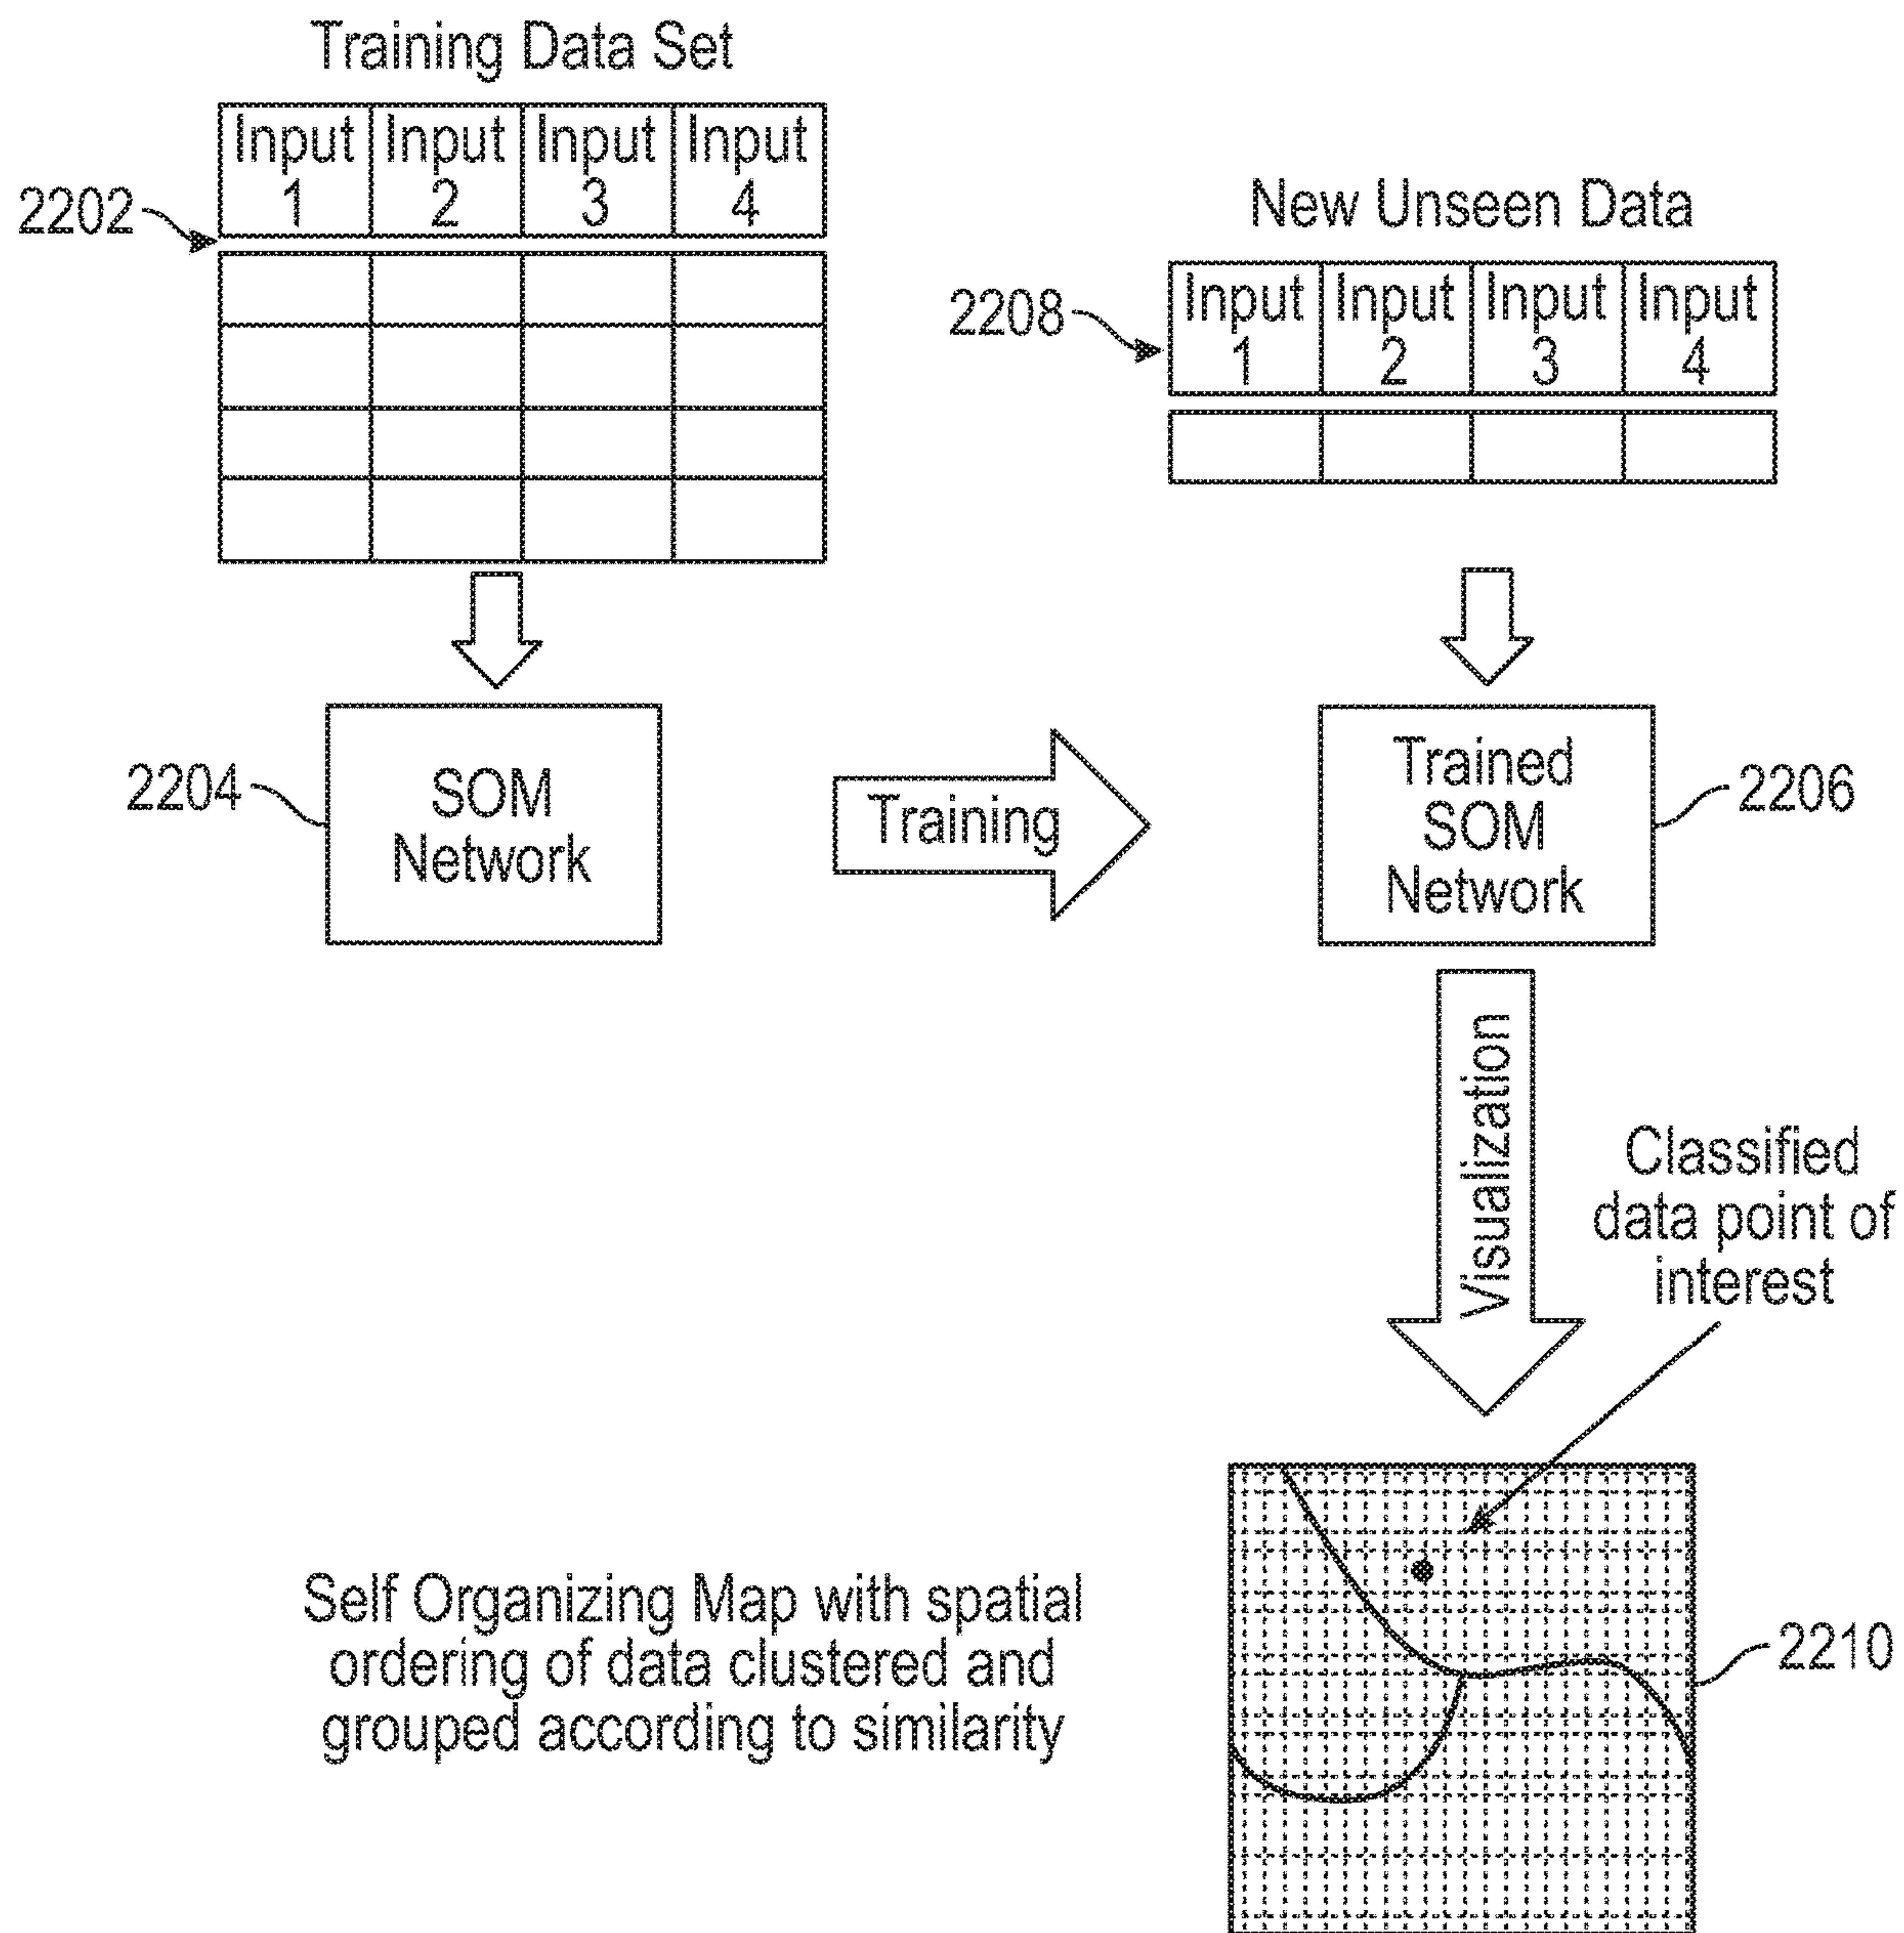 Training Data Set
Input Input Input Input
1 2 3 4
2202
New Unseen Data
Input Input Input Input
1 2 3 4
2208
2204
SOM
Network
Training
Trained
SOM
Network
2206
Visualization
Classified
data point of
interest
Self Organizing Map with spatial
ordering of data clustered and
grouped according to similarity
2210